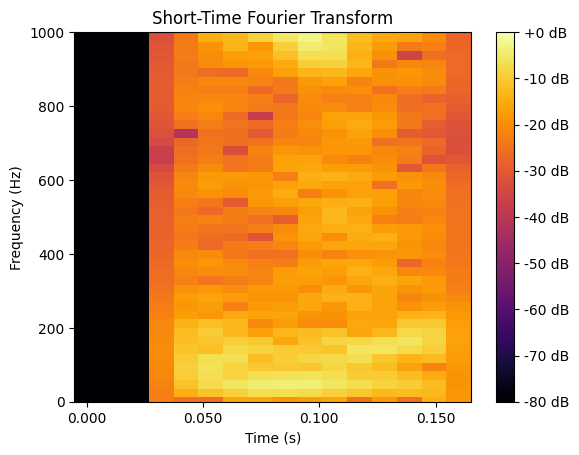 Short-Time Fourier Transform
1000
800
600
400
200
0
Frequency (Hz)
0.000
0.050
0.100
0.150
Time (s)
+0 dB
-10 dB
-20 dB
-30 dB
-40 dB
-50 dB
-60 dB
-70 dB
-80 dB